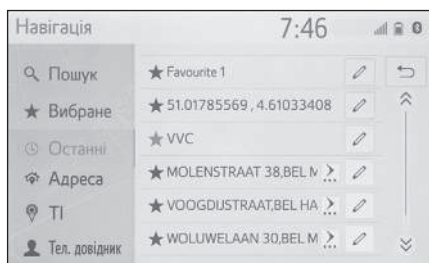 Навігація 7:46
Пошук
Вибране
Останні
Адреса
ТІ
Тел. довідник
Favourite 1
51.01785569 , 4.61033408
VVC
MOLENSTRAAT 38,BEL M
VOOGDIJSTRAAT,BEL HA
WOLUWELAAN 30,BEL M